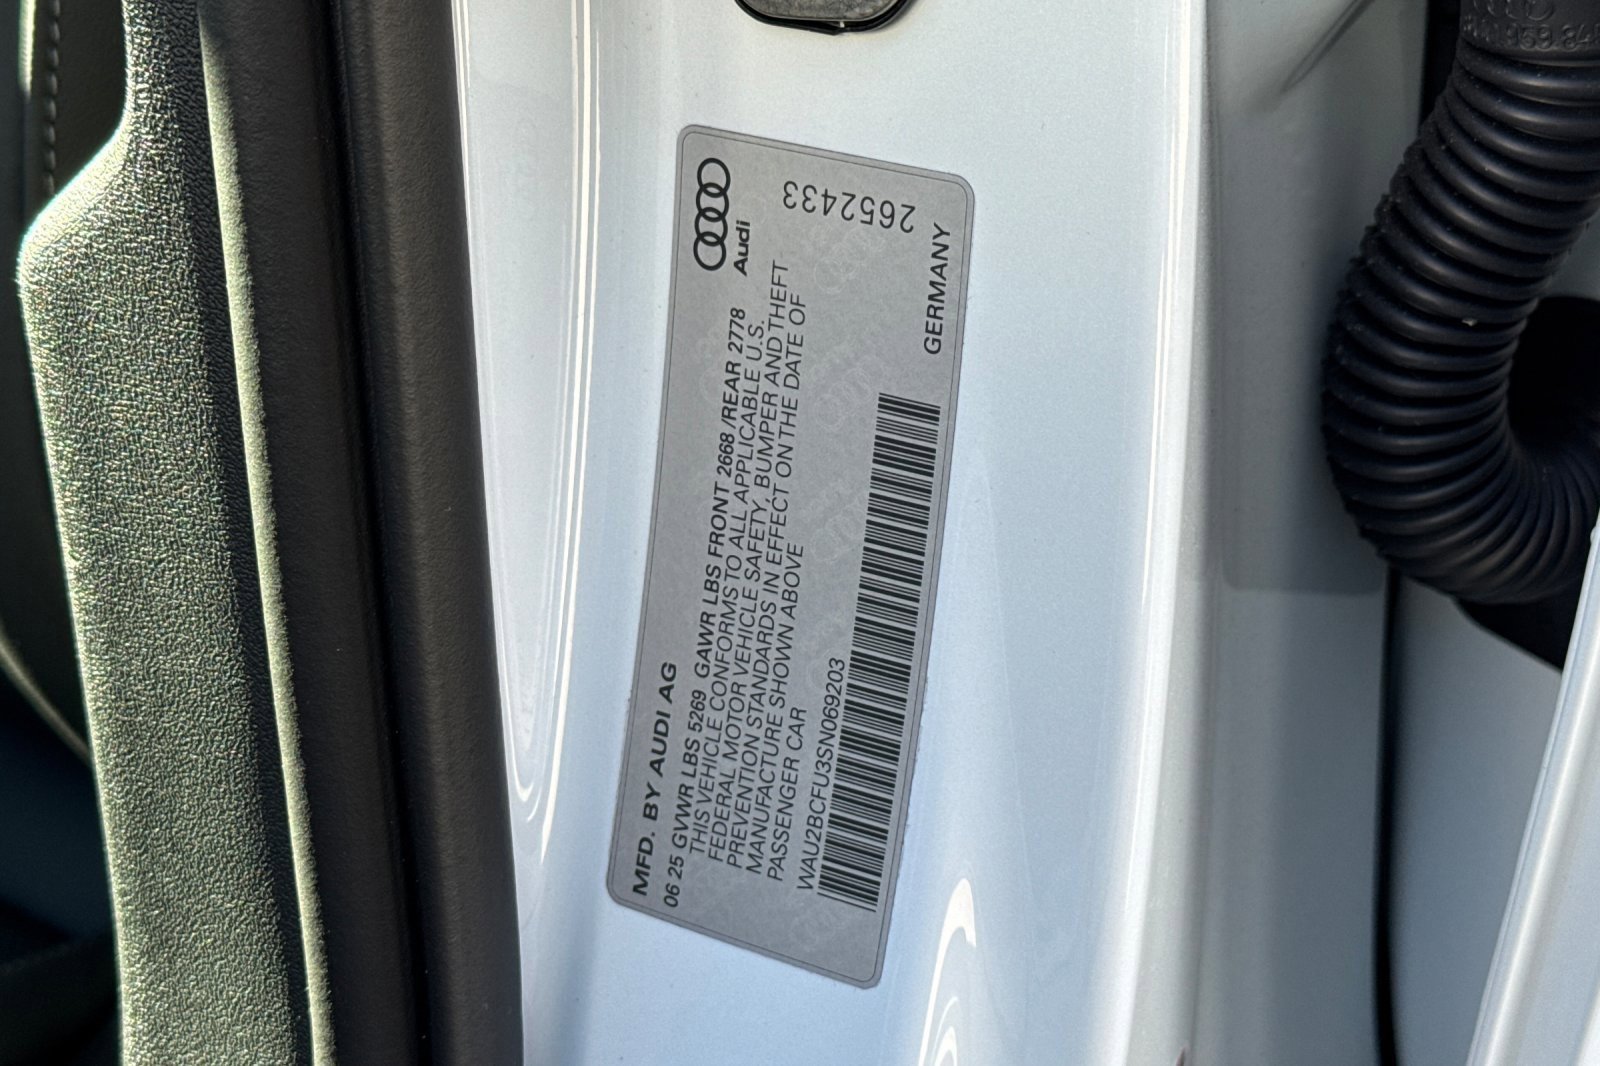 Audi
2652433
MFD. BY AUDI AG
06 25 GVWR LBS 5269 GAWR LBS FRONT 2668 /REAR 2778
THIS VEHICLE CONFORMS TO ALL APPLICABLE U.S.
FEDERAL MOTOR VEHICLE SAFETY, BUMPER AND THEFT
PREVENTION STANDARDS IN EFFECT ON THE DATE OF
MANUFACTURE SHOWN ABOVE
PASSENGER CAR
WAU2BCFU3SN069203
GERMANY